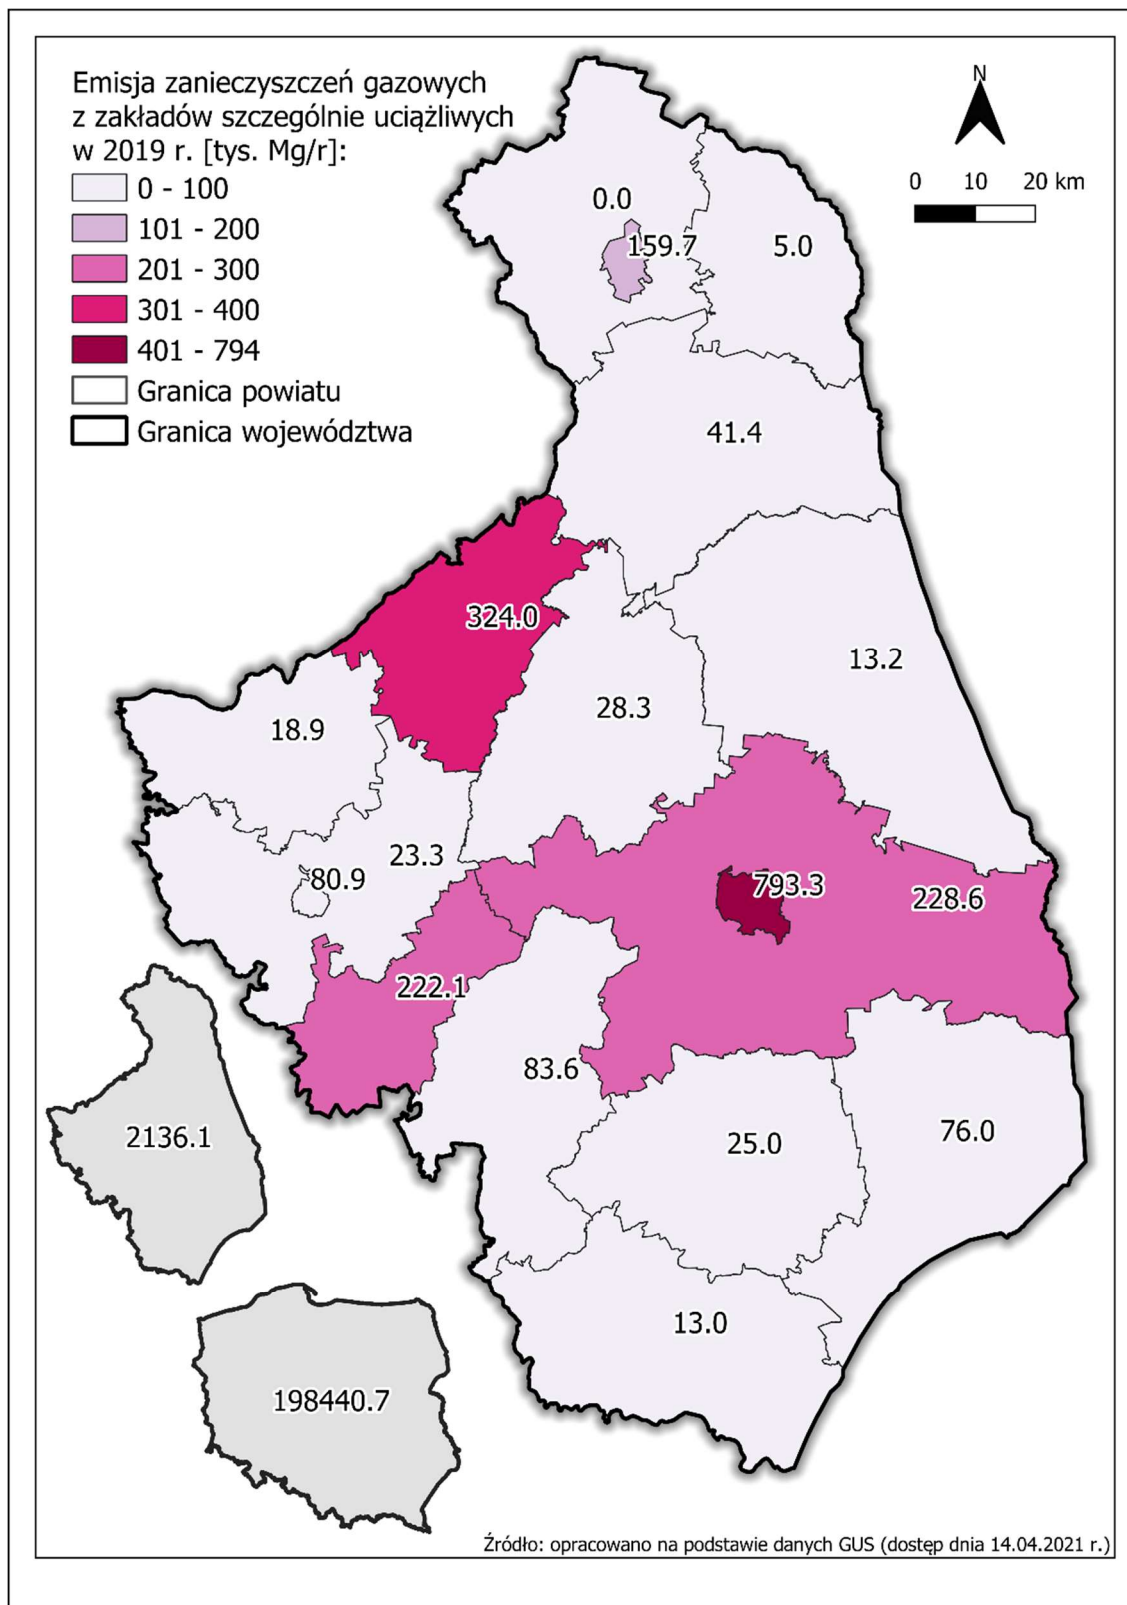 Emisja zanieczyszczeń gazowych
z zakładów szczególnie uciążliwych
w 2019 r. [tys. Mg/r]:
0 - 100
101 - 200
201 - 300
301 - 400
401 - 794
Granica powiatu
Granica województwa
N
0 10 20 km
0.0
159.7
5.0
41.4
324.0
13.2
28.3
18.9
23.3
80.9
793.3
228.6
222.1
83.6
25.0
76.0
13.0
2136.1
198440.7
Źródło: opracowano na podstawie danych GUS (dostęp dnia 14.04.2021 r.)